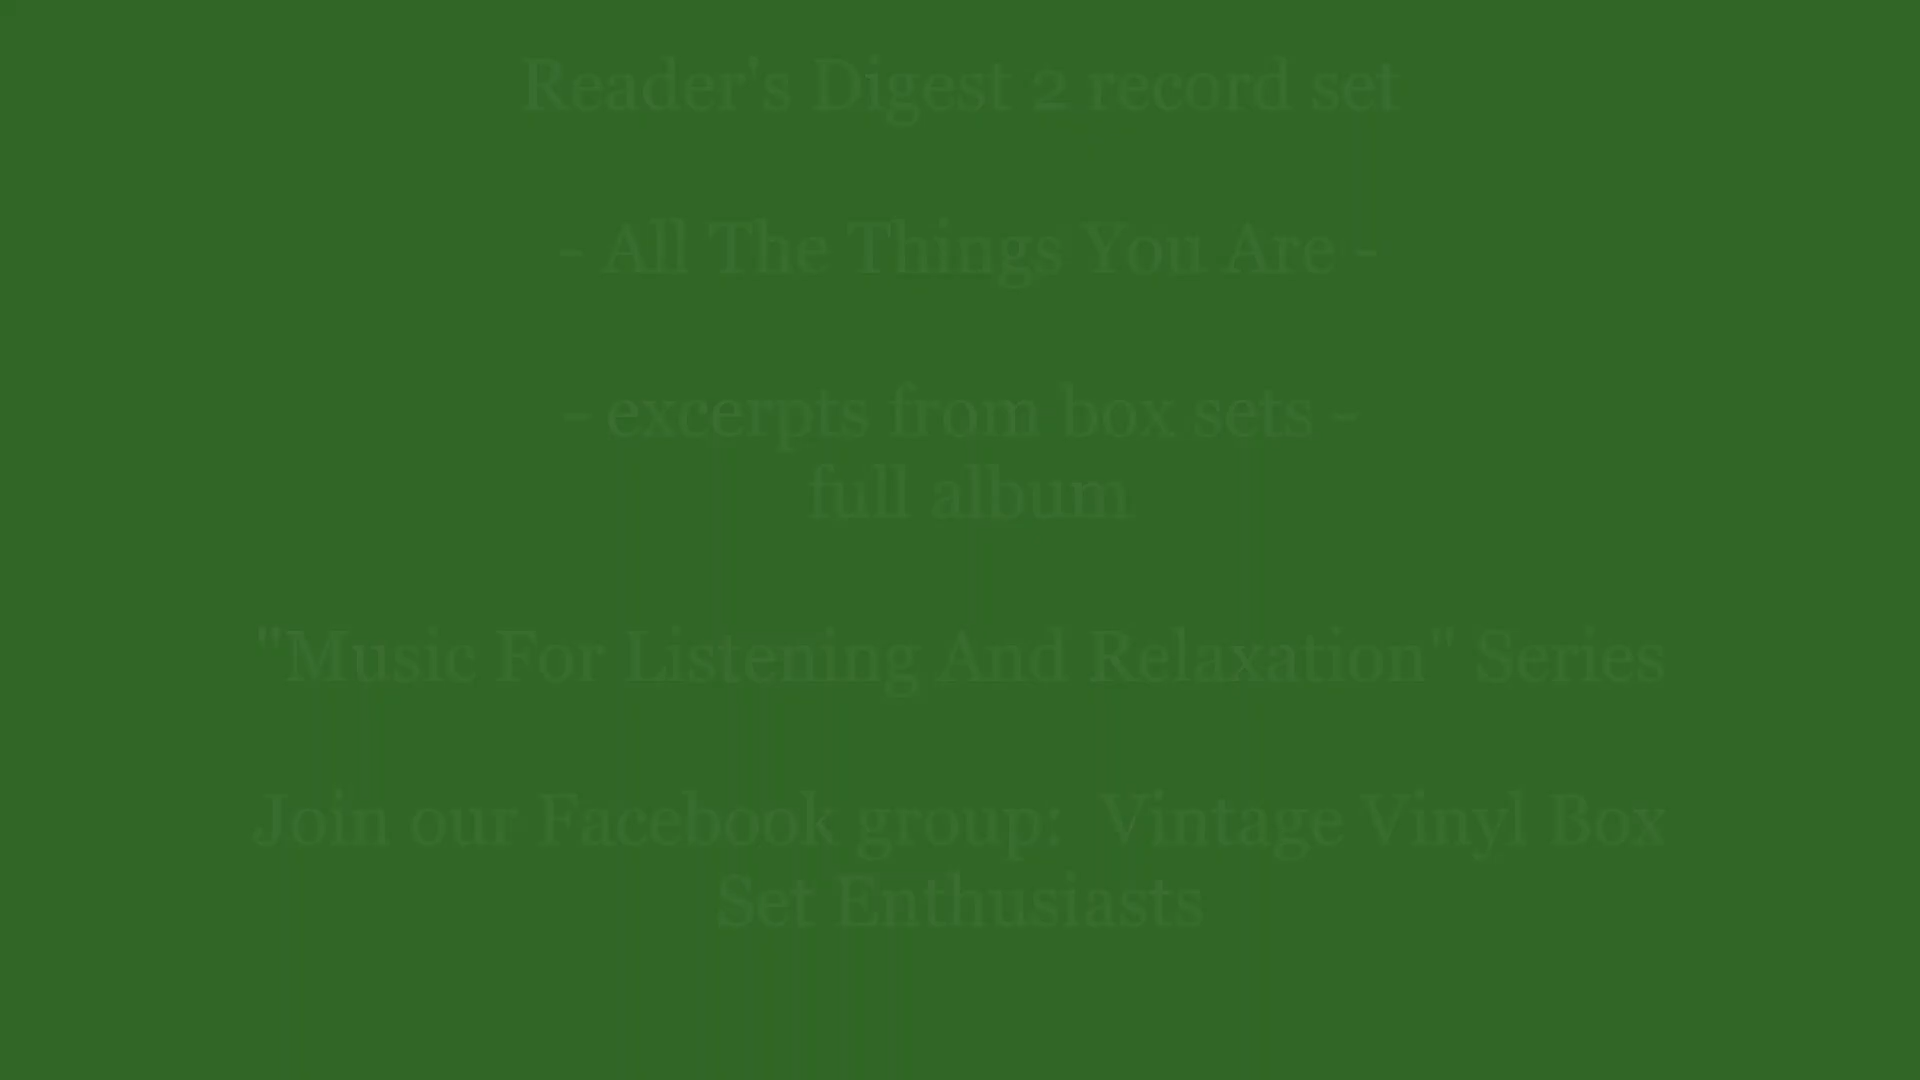 Reader's Digest 2 record set
- All The Things You Are -
- excerpts from box sets -
full album
"Music For Listening And Relaxation" Series
Join our Facebook group:  Vintage Vinyl Box
Set Enthusiasts